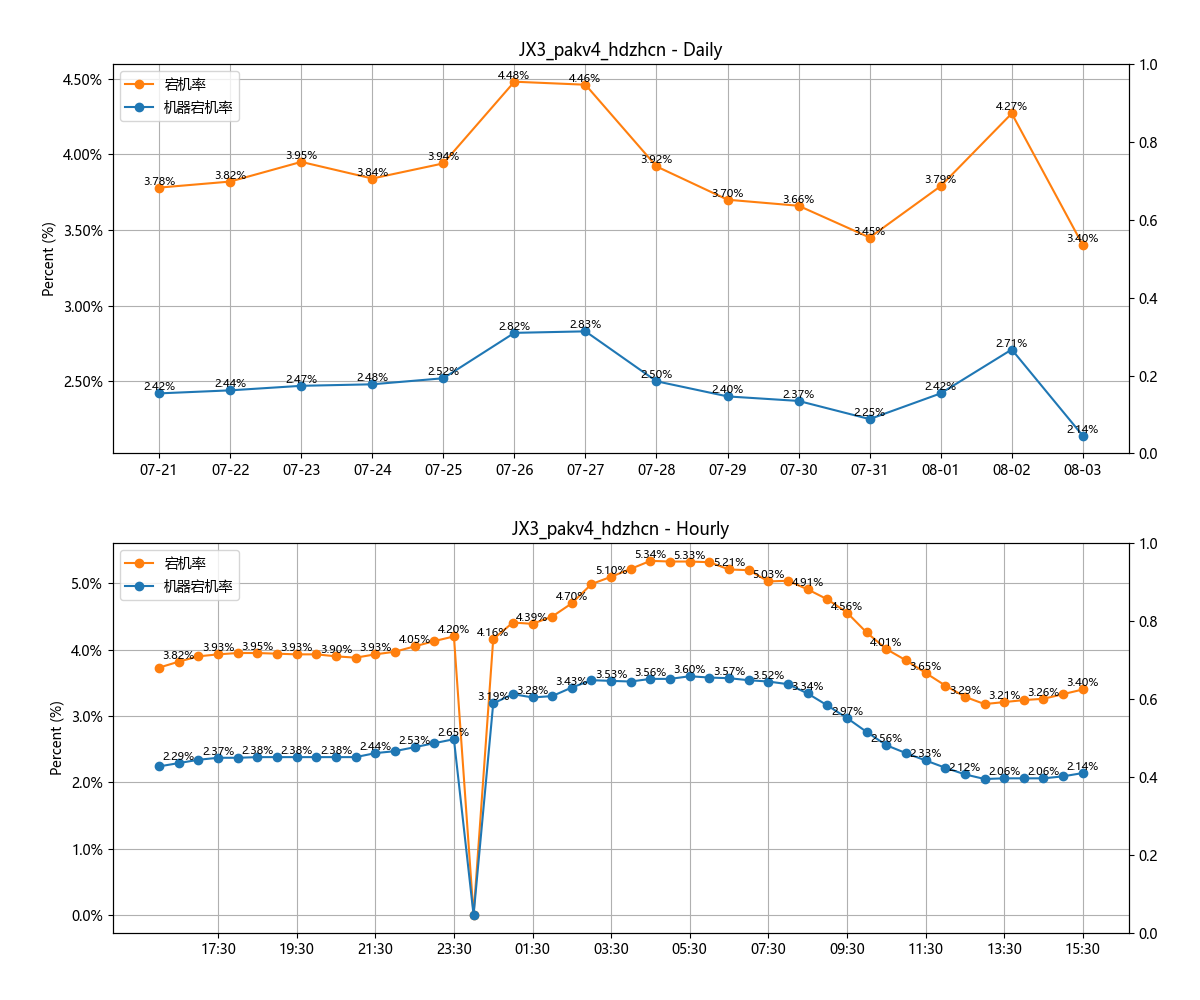 JX3_pakv4_hdzhcn - Daily
宕机率
机器宕机率
Percent (%)
4.50%
4.00%
3.50%
3.00%
2.50%
1.0
0.8
0.6
0.4
0.2
0.0
3.78% 3.82% 3.95% 3.84% 3.94% 4.48% 4.46% 3.92% 3.70% 3.66% 3.45% 3.79% 4.27% 3.40%
2.42% 2.44% 2.47% 2.48% 2.52% 2.82% 2.83% 2.50% 2.40% 2.37% 2.25% 2.42% 2.71% 2.14%
07-21 07-22 07-23 07-24 07-25 07-26 07-27 07-28 07-29 07-30 07-31 08-01 08-02 08-03
JX3_pakv4_hdzhcn - Hourly
宕机率
机器宕机率
Percent (%)
5.0%
4.0%
3.0%
2.0%
1.0%
0.0%
1.0
0.8
0.6
0.4
0.2
0.0
3.82% 3.93% 3.95% 3.93% 3.90% 3.93% 4.05% 4.20% 4.16% 4.39% 4.70% 5.10% 5.34% 5.33% 5.21% 5.03% 4.91% 4.56% 4.01% 3.65% 3.29% 3.21% 3.26% 3.40%
2.29% 2.37% 2.38% 2.38% 2.38% 2.44% 2.53% 2.65% 3.19% 3.28% 3.43% 3.53% 3.56% 3.60% 3.57% 3.52% 3.34% 2.97% 2.56% 2.33% 2.12% 2.06% 2.06% 2.14%
17:30 19:30 21:30 23:30 01:30 03:30 05:30 07:30 09:30 11:30 13:30 15:30